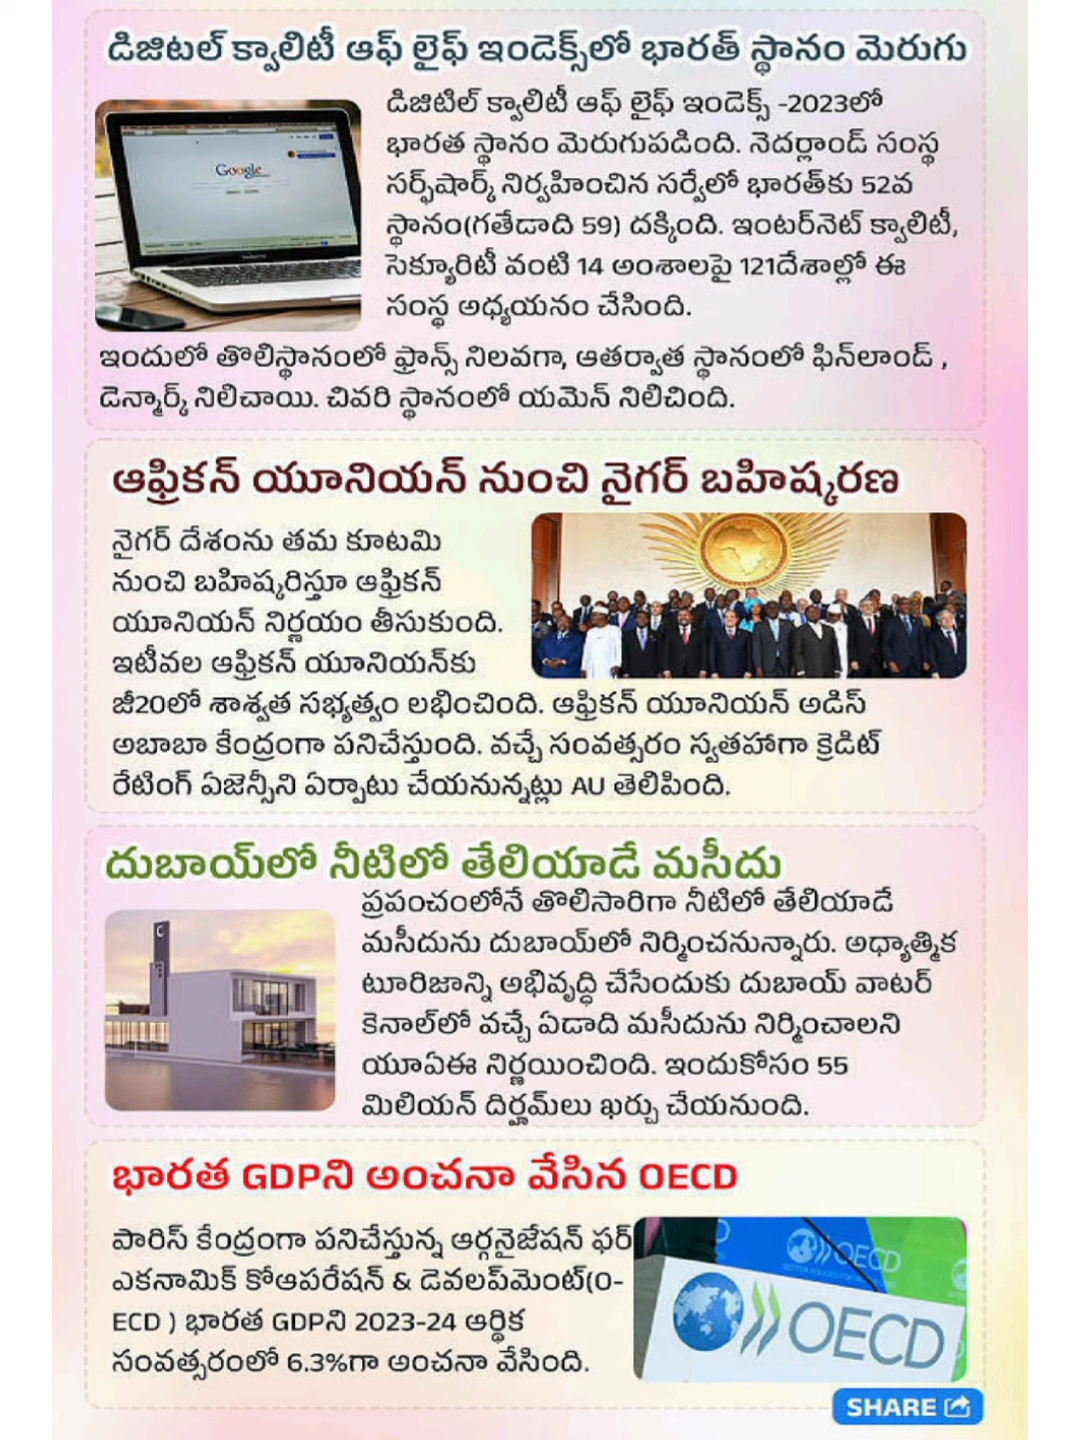 డిజిటల్ క్వాలిటీ ఆఫ్ లైఫ్ ఇండెక్స్‌లో భారత్ స్థానం మెరుగు
డిజిటిల్ క్వాలిటీ ఆఫ్ లైఫ్ ఇండెక్స్ -2023లో
భారత స్థానం మెరుగుపడింది. నెదర్లాండ్ సంస్థ
సర్ఫ్‌షార్క్ నిర్వహించిన సర్వేలో భారత్‌కు 52వ
స్థానం(గతేడాది 59) దక్కింది. ఇంటర్‌నెట్ క్వాలిటీ,
సెక్యూరిటీ వంటి 14 అంశాలపై 121దేశాల్లో ఈ
సంస్థ అధ్యయనం చేసింది.
Google
ఇందులో తొలిస్థానంలో ఫ్రాన్స్ నిలవగా, ఆతర్వాత స్థానంలో ఫిన్‌లాండ్ ,
డెన్మార్క్ నిలిచాయి. చివరి స్థానంలో యమెన్ నిలిచింది.
ఆఫ్రికన్ యూనియన్ నుంచి నైగర్ బహిష్కరణ
నైగర్ దేశంను తమ కూటమి
నుంచి బహిష్కరిస్తూ ఆఫ్రికన్
యూనియన్ నిర్ణయం తీసుకుంది.
ఇటీవల ఆఫ్రికన్ యూనియన్‌కు
జీ20లో శాశ్వత సభ్యత్వం లభించింది. ఆఫ్రికన్ యూనియన్ అడిస్
అబాబా కేంద్రంగా పనిచేస్తుంది. వచ్చే సంవత్సరం స్వతహాగా క్రెడిట్
రేటింగ్ ఏజెన్సీని ఏర్పాటు చేయనున్నట్లు AU తెలిపింది.
దుబాయ్‌లో నీటిలో తేలియాడే మసీదు
ప్రపంచంలోనే తొలిసారిగా నీటిలో తేలియాడే
మసీదును దుబాయ్‌లో నిర్మించనున్నారు. అధ్యాత్మిక
టూరిజాన్ని అభివృద్ధి చేసేందుకు దుబాయ్ వాటర్
కెనాల్‌లో వచ్చే ఏడాది మసీదును నిర్మించాలని
యూఏఈ నిర్ణయించింది. ఇందుకోసం 55
మిలియన్ దిర్హమ్‌లు ఖర్చు చేయనుంది.
భారత GDPని అంచనా వేసిన OECD
పారిస్ కేంద్రంగా పనిచేస్తున్న ఆర్గనైజేషన్ ఫర్
ఎకనామిక్ కోఆపరేషన్ & డెవలప్‌మెంట్(O-
ECD ) భారత GDPని 2023-24 ఆర్థిక
సంవత్సరంలో 6.3%గా అంచనా వేసింది.
OECD
OECD
SHARE